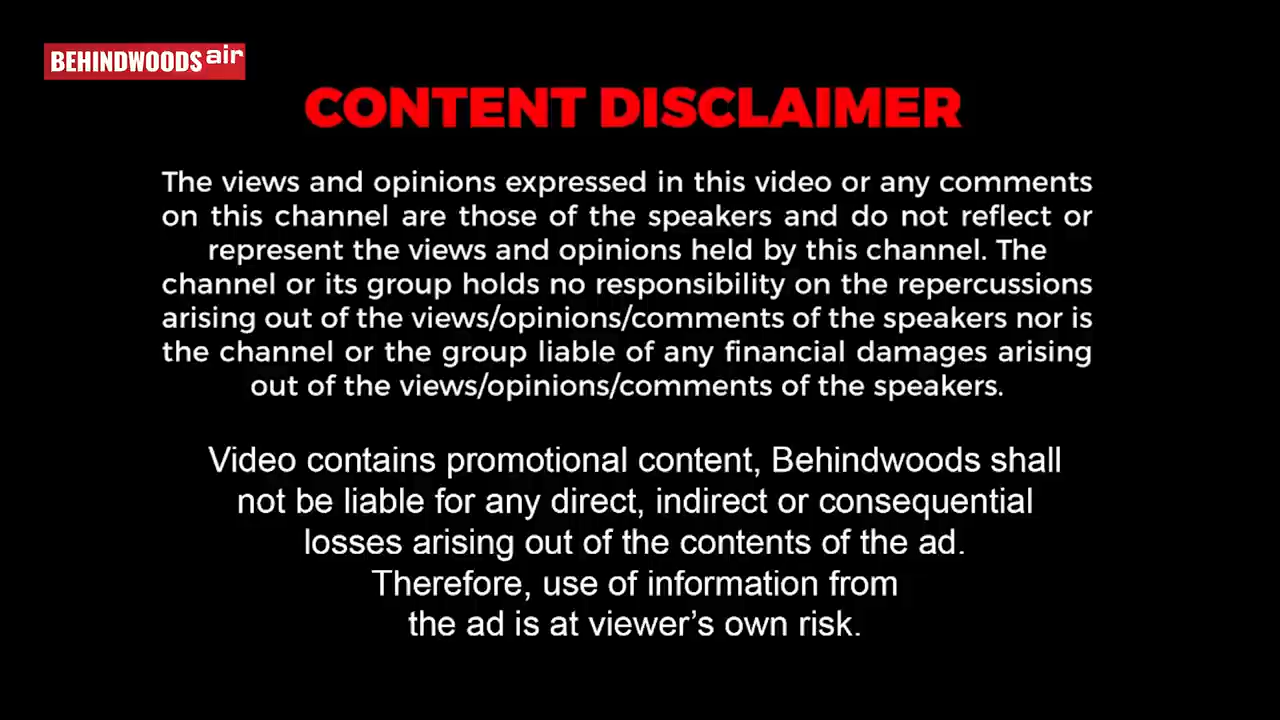 BEHINDWOODS air
CONTENT DISCLAIMER
The views and opinions expressed in this video or any comments
on this channel are those of the speakers and do not reflect or
represent the views and opinions held by this channel. The
channel or its group holds no responsibility on the repercussions
arising out of the views/opinions/comments of the speakers nor is
the channel or the group liable of any financial damages arising
out of the views/opinions/comments of the speakers.
Video contains promotional content, Behindwoods shall
not be liable for any direct, indirect or consequential
losses arising out of the contents of the ad.
Therefore, use of information from
the ad is at viewer’s own risk.